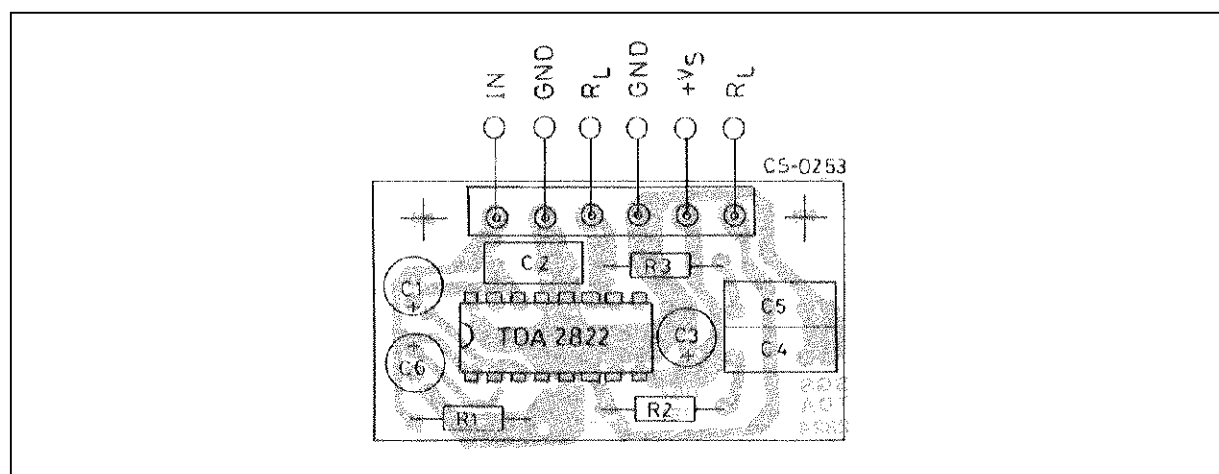 IN GND RL GND +VS RL
CS-0253
C2
R3
C1
C5
TDA 2822
C3
C4
C6
R1
R2